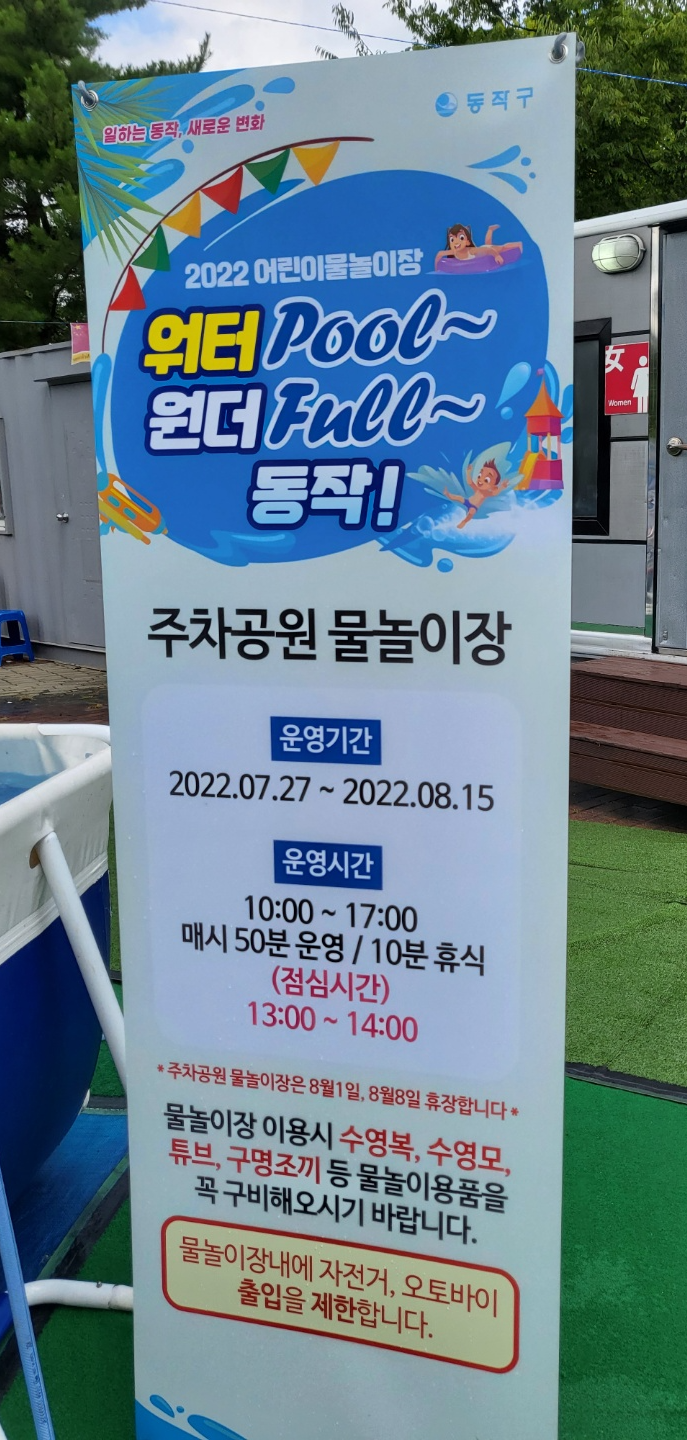 일하는 동작, 새로운 변화
동작구
2022 어린이물놀이장
워터 Pool~
원더 Full~
동작!
주차공원 물놀이장
운영기간
2022.07.27 ~ 2022.08.15
운영시간
10:00 ~ 17:00
매시 50분 운영 / 10분 휴식
(점심시간)
13:00 ~ 14:00
* 주차공원 물놀이장은 8월1일, 8월8일 휴장합니다 *
물놀이장 이용시 수영복, 수영모,
튜브, 구명조끼 등 물놀이용품을
꼭 구비해오시기 바랍니다.
물놀이장내에 자전거, 오토바이
출입을 제한합니다.
女
Women